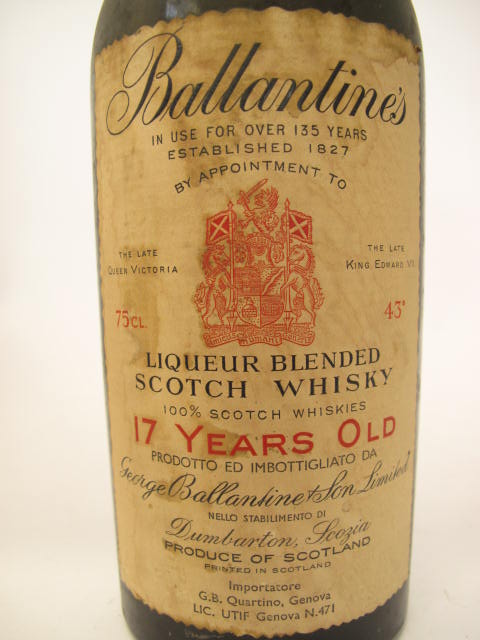 Ballantine's
IN USE FOR OVER 135 YEARS
ESTABLISHED 1827
BY APPOINTMENT TO
THE LATE
QUEEN VICTORIA
THE LATE
KING EDWARD VII
75CL.
43°
LIQUEUR BLENDED
SCOTCH WHISKY
100% SCOTCH WHISKIES
17 YEARS OLD
PRODOTTO ED IMBOTTIGLIATO DA
George Ballantine & Son Limited
NELLO STABILIMENTO DI
Dumbarton, Scozia
PRODUCE OF SCOTLAND
PRINTED IN SCOTLAND
Importatore
G.B. Quartino, Genova
LIC. UTIF Genova N.471